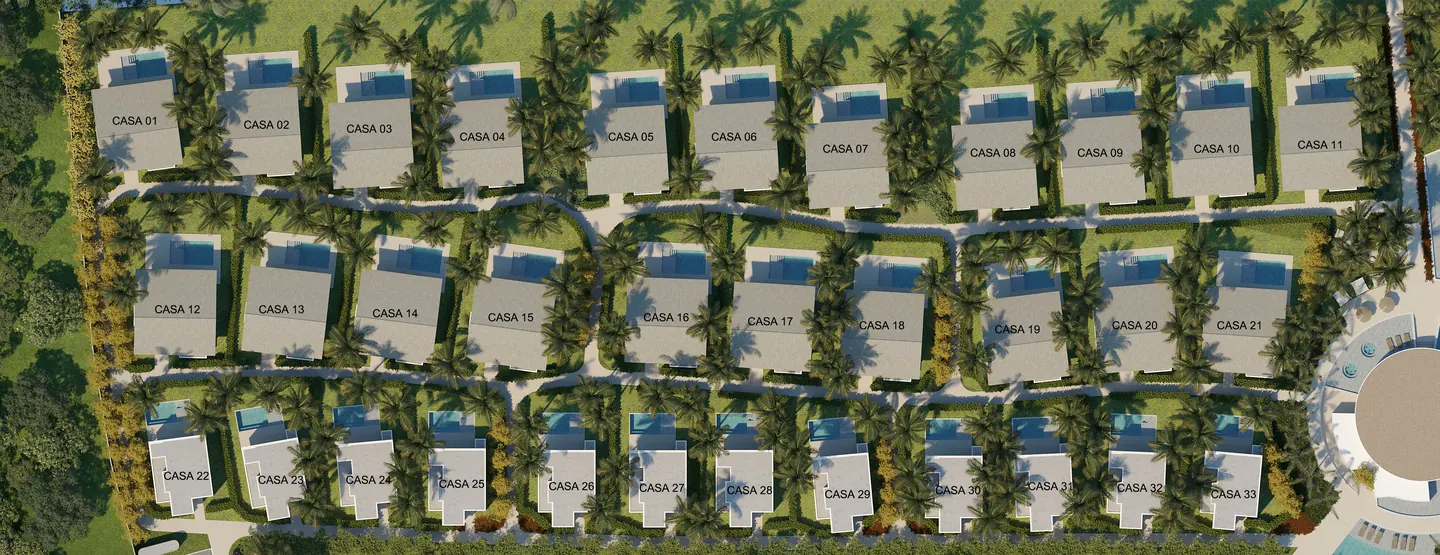 CASA 01
CASA 02
CASA 03
CASA 04
CASA 05
CASA 06
CASA 07
CASA 08
CASA 09
CASA 10
CASA 11
CASA 12
CASA 13
CASA 14
CASA 15
CASA 16
CASA 17
CASA 18
CASA 19
CASA 20
CASA 21
CASA 22
CASA 23
CASA 24
CASA 25
CASA 26
CASA 27
CASA 28
CASA 29
CASA 30
CASA 31
CASA 32
CASA 33